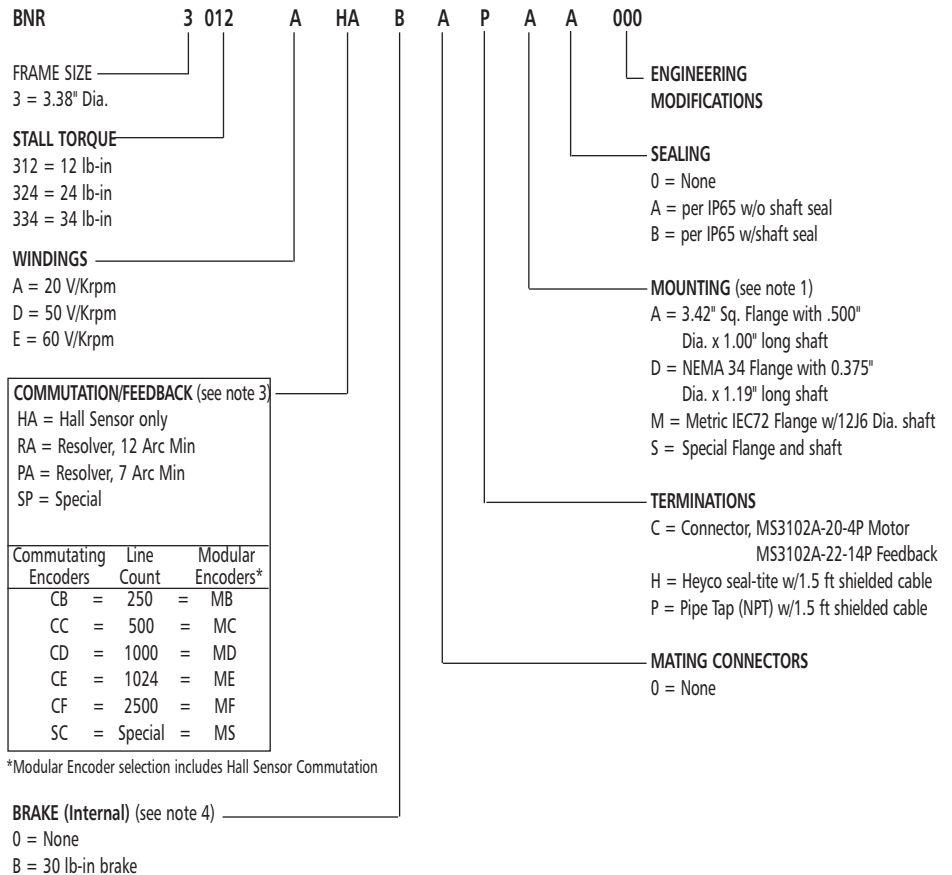 BNR 3 012 A HA B A P A A 000
FRAME SIZE
3 = 3.38" Dia.
STALL TORQUE
312 = 12 lb-in
324 = 24 lb-in
334 = 34 lb-in
WINDINGS
A = 20 V/Krpm
D = 50 V/Krpm
E = 60 V/Krpm
COMMUTATION/FEEDBACK (see note 3)
HA = Hall Sensor only
RA = Resolver, 12 Arc Min
PA = Resolver, 7 Arc Min
SP = Special
Commutating Line Modular
Encoders Count Encoders*
CB = 250 = MB
CC = 500 = MC
CD = 1000 = MD
CE = 1024 = ME
CF = 2500 = MF
SC = Special = MS
*Modular Encoder selection includes Hall Sensor Commutation
BRAKE (Internal) (see note 4)
0 = None
B = 30 lb-in brake
ENGINEERING
MODIFICATIONS
SEALING
0 = None
A = per IP65 w/o shaft seal
B = per IP65 w/shaft seal
MOUNTING (see note 1)
A = 3.42" Sq. Flange with .500"
Dia. x 1.00" long shaft
D = NEMA 34 Flange with 0.375"
Dia. x 1.19" long shaft
M = Metric IEC72 Flange w/12J6 Dia. shaft
S = Special Flange and shaft
TERMINATIONS
C = Connector, MS3102A-20-4P Motor
MS3102A-22-14P Feedback
H = Heyco seal-tite w/1.5 ft shielded cable
P = Pipe Tap (NPT) w/1.5 ft shielded cable
MATING CONNECTORS
0 = None